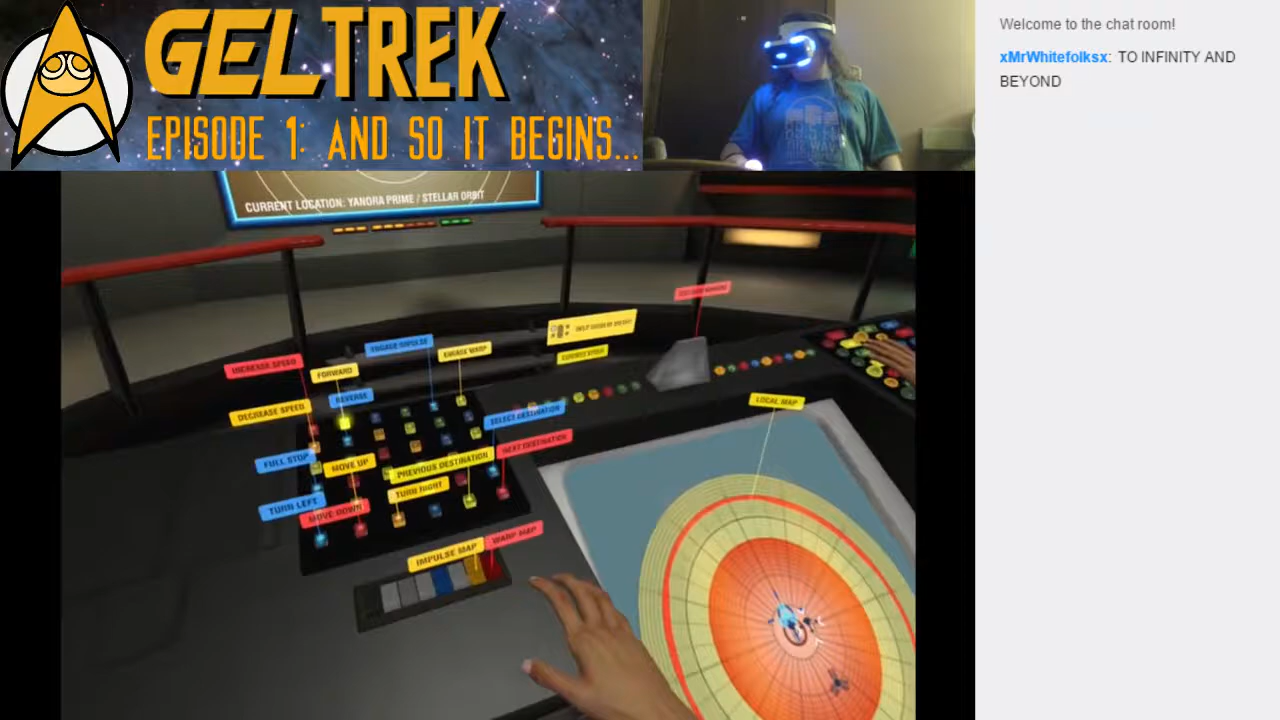 GELTREK
EPISODE 1: AND SO IT BEGINS...
Welcome to the chat room!
xMrWhitefolksx: TO INFINITY AND
BEYOND
CURRENT LOCATION: YANORA PRIME / STELLAR ORBIT
INCREASE SPEED
FORWARD
ENGAGE IMPULSE
ENGAGE WARP
REVERSE
DECREASE SPEED
SELECT DESTINATION
LOCAL MAP
NEXT DESTINATION
FULL STOP
MOVE UP
PREVIOUS DESTINATION
TURN RIGHT
TURN LEFT
MOVE DOWN
IMPULSE MAP
WARP MAP